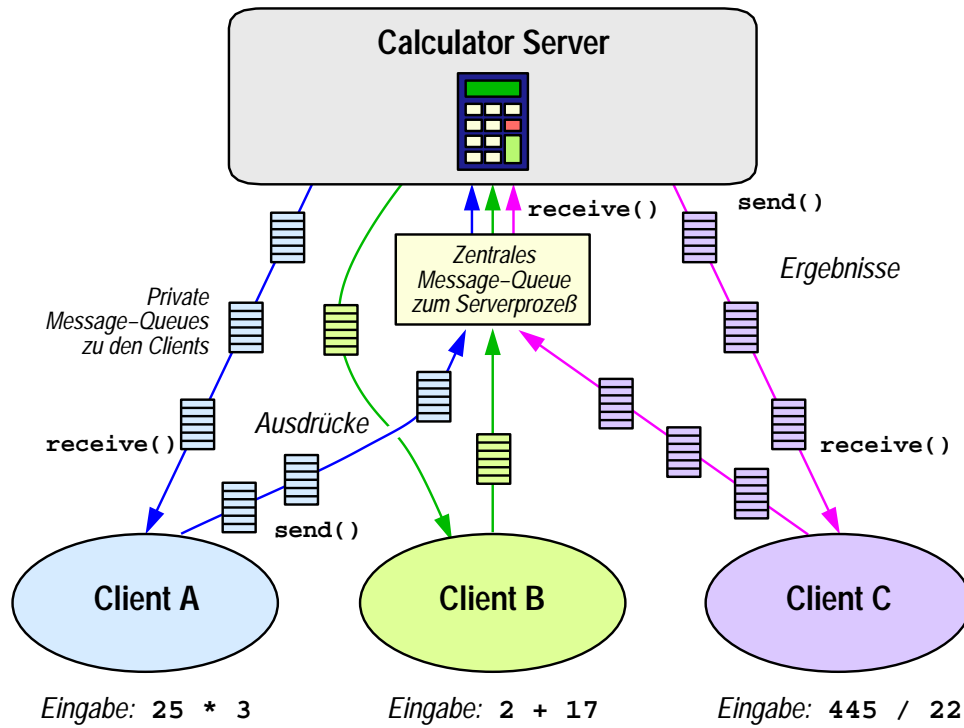 Calculator Server
receive()
send()
Zentrales
Message-Queue
zum Serverprozeß
Ergebnisse
Private
Message-Queues
zu den Clients
Ausdrücke
receive()
receive()
send()
Client A
Client B
Client C
Eingabe: 25 * 3
Eingabe: 2 + 17
Eingabe: 445 / 22